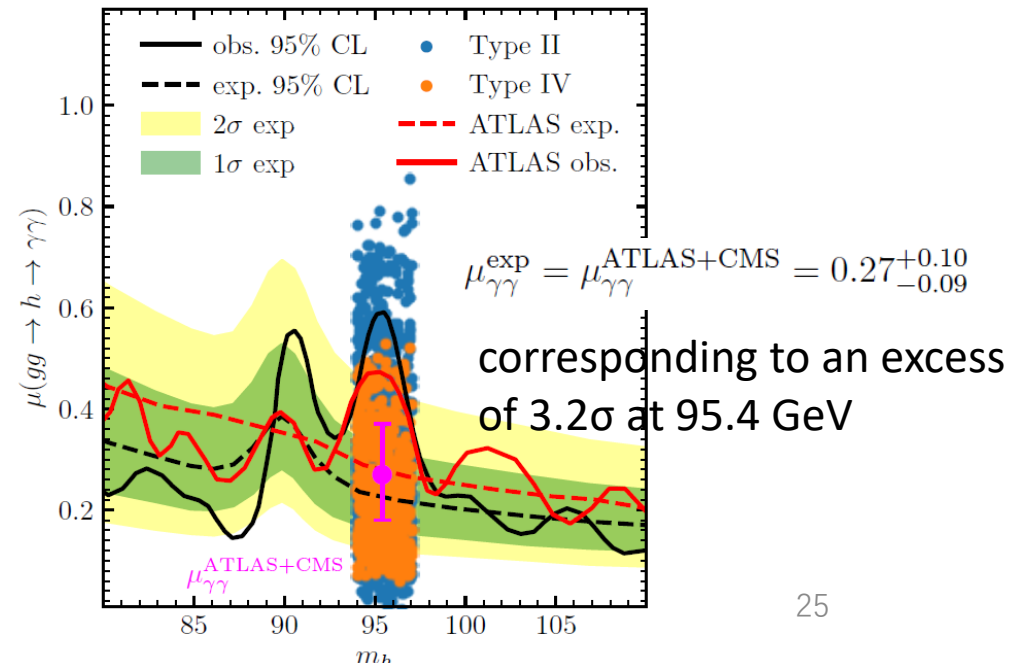 obs. 95% CL
exp. 95% CL
2σ exp
1σ exp
Type II
Type IV
ATLAS exp.
ATLAS obs.
μ(gg → h → γγ)
1.0
0.8
0.6
0.4
0.2
μ_γγ^exp = μ_γγ^ATLAS+CMS = 0.27^+0.10_−0.09
corresponding to an excess
of 3.2σ at 95.4 GeV
μ_γγ^ATLAS+CMS
85 90 95 100 105
25